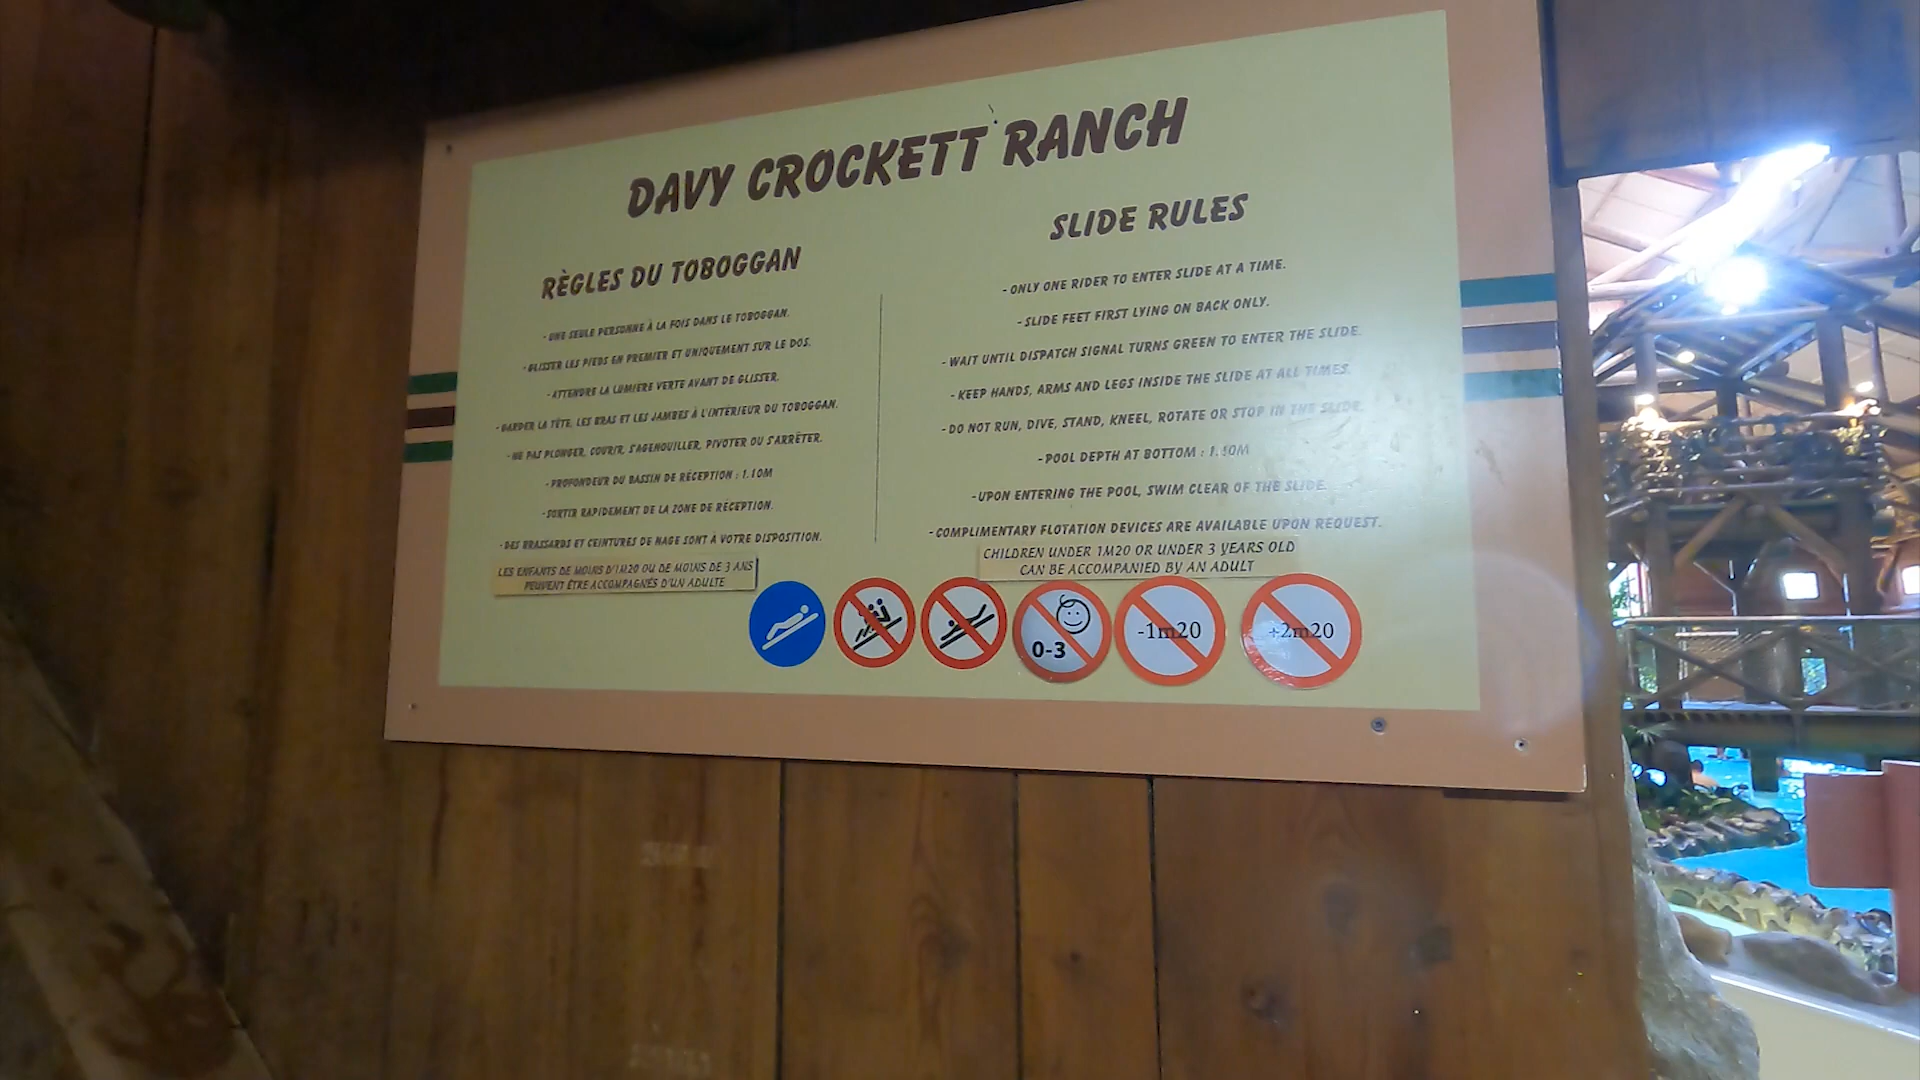 DAVY CROCKETT RANCH
RÈGLES DU TOBOGGAN
- UNE SEULE PERSONNE À LA FOIS DANS LE TOBOGGAN.
- GLISSER LES PIEDS EN PREMIER ET UNIQUEMENT SUR LE DOS.
- ATTENDRE LA LUMIÈRE VERTE AVANT DE GLISSER.
- GARDER LA TÊTE, LES BRAS ET LES JAMBES À L'INTÉRIEUR DU TOBOGGAN.
- NE PAS PLONGER, COURIR, S'AGENOUILLER, PIVOTER OU S'ARRÊTER.
- PROFONDEUR DU BASSIN DE RÉCEPTION : 1.10M
- SORTIR RAPIDEMENT DE LA ZONE DE RÉCEPTION.
- DES BRASSARDS ET CEINTURES DE NAGE SONT À VOTRE DISPOSITION.
LES ENFANTS DE MOINS D'1M20 OU DE MOINS DE 3 ANS
PEUVENT ÊTRE ACCOMPAGNÉS D'UN ADULTE
SLIDE RULES
- ONLY ONE RIDER TO ENTER SLIDE AT A TIME.
- SLIDE FEET FIRST LYING ON BACK ONLY.
- WAIT UNTIL DISPATCH SIGNAL TURNS GREEN TO ENTER THE SLIDE.
- KEEP HANDS, ARMS AND LEGS INSIDE THE SLIDE AT ALL TIMES.
- DO NOT RUN, DIVE, STAND, KNEEL, ROTATE OR STOP IN THE SLIDE.
- POOL DEPTH AT BOTTOM : 1.10M
- UPON ENTERING THE POOL, SWIM CLEAR OF THE SLIDE.
- COMPLIMENTARY FLOTATION DEVICES ARE AVAILABLE UPON REQUEST.
CHILDREN UNDER 1M20 OR UNDER 3 YEARS OLD
CAN BE ACCOMPANIED BY AN ADULT
0-3
-1m20
+2m20